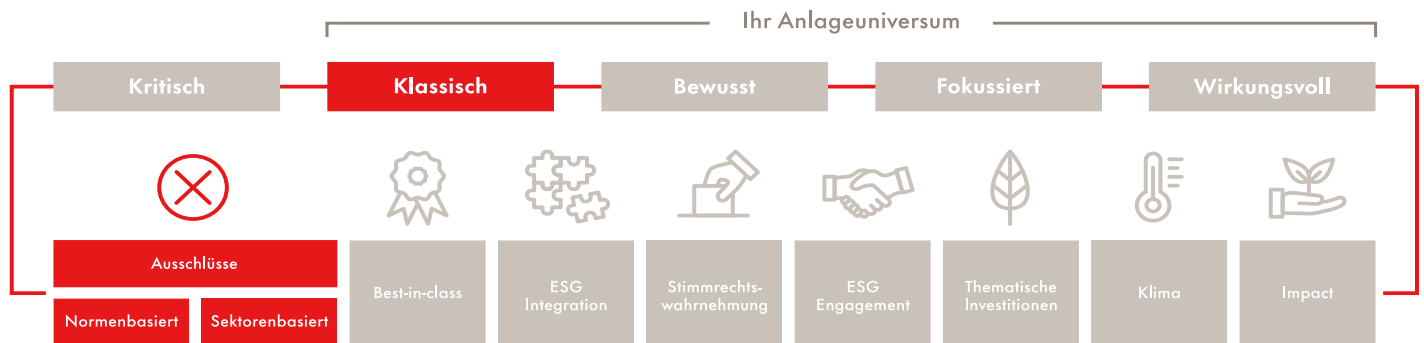 Ihr Anlageuniversum
Kritisch
Klassisch
Bewusst
Fokussiert
Wirkungsvoll
Ausschlüsse
Normenbasiert
Sektorenbasiert
Best-in-class
ESG
Integration
Stimmrechts-
wahrnehmung
ESG
Engagement
Thematische
Investitionen
Klima
Impact